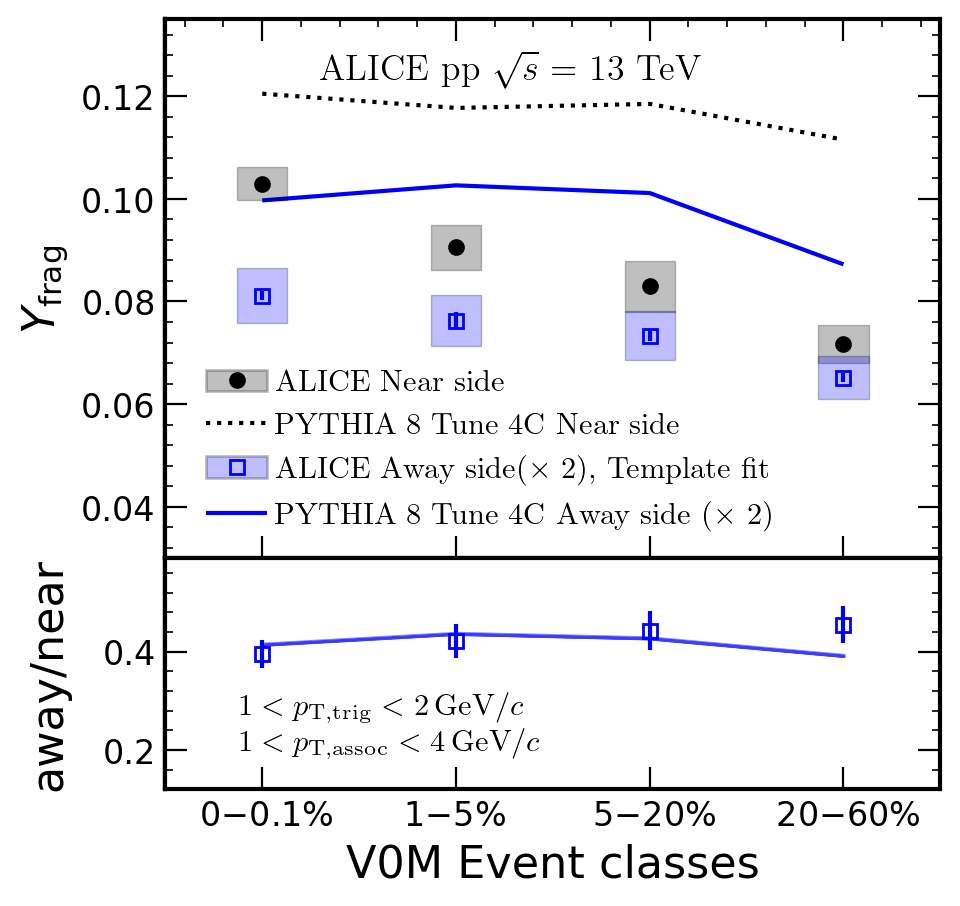 ALICE pp √s = 13 TeV
0.12
0.10
0.08
0.06
0.04
Y_frag
ALICE Near side
PYTHIA 8 Tune 4C Near side
ALICE Away side(× 2), Template fit
PYTHIA 8 Tune 4C Away side (× 2)
away/near
0.4
0.2
1 < p_T,trig < 2 GeV/c
1 < p_T,assoc < 4 GeV/c
0−0.1% 1−5% 5−20% 20−60%
V0M Event classes